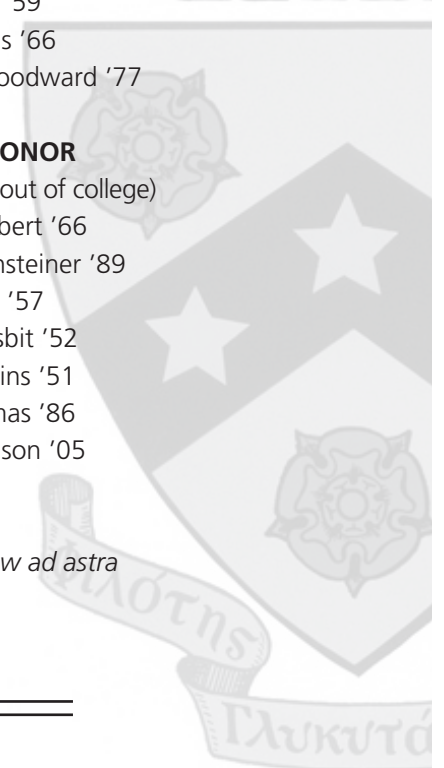 ’59
s ’66
oodward ’77
ONOR
out of college)
bert ’66
nsteiner ’89
’57
sbit ’52
ins ’51
nas ’86
son ’05
w ad astra
Φιλότης
Γλυκυτά